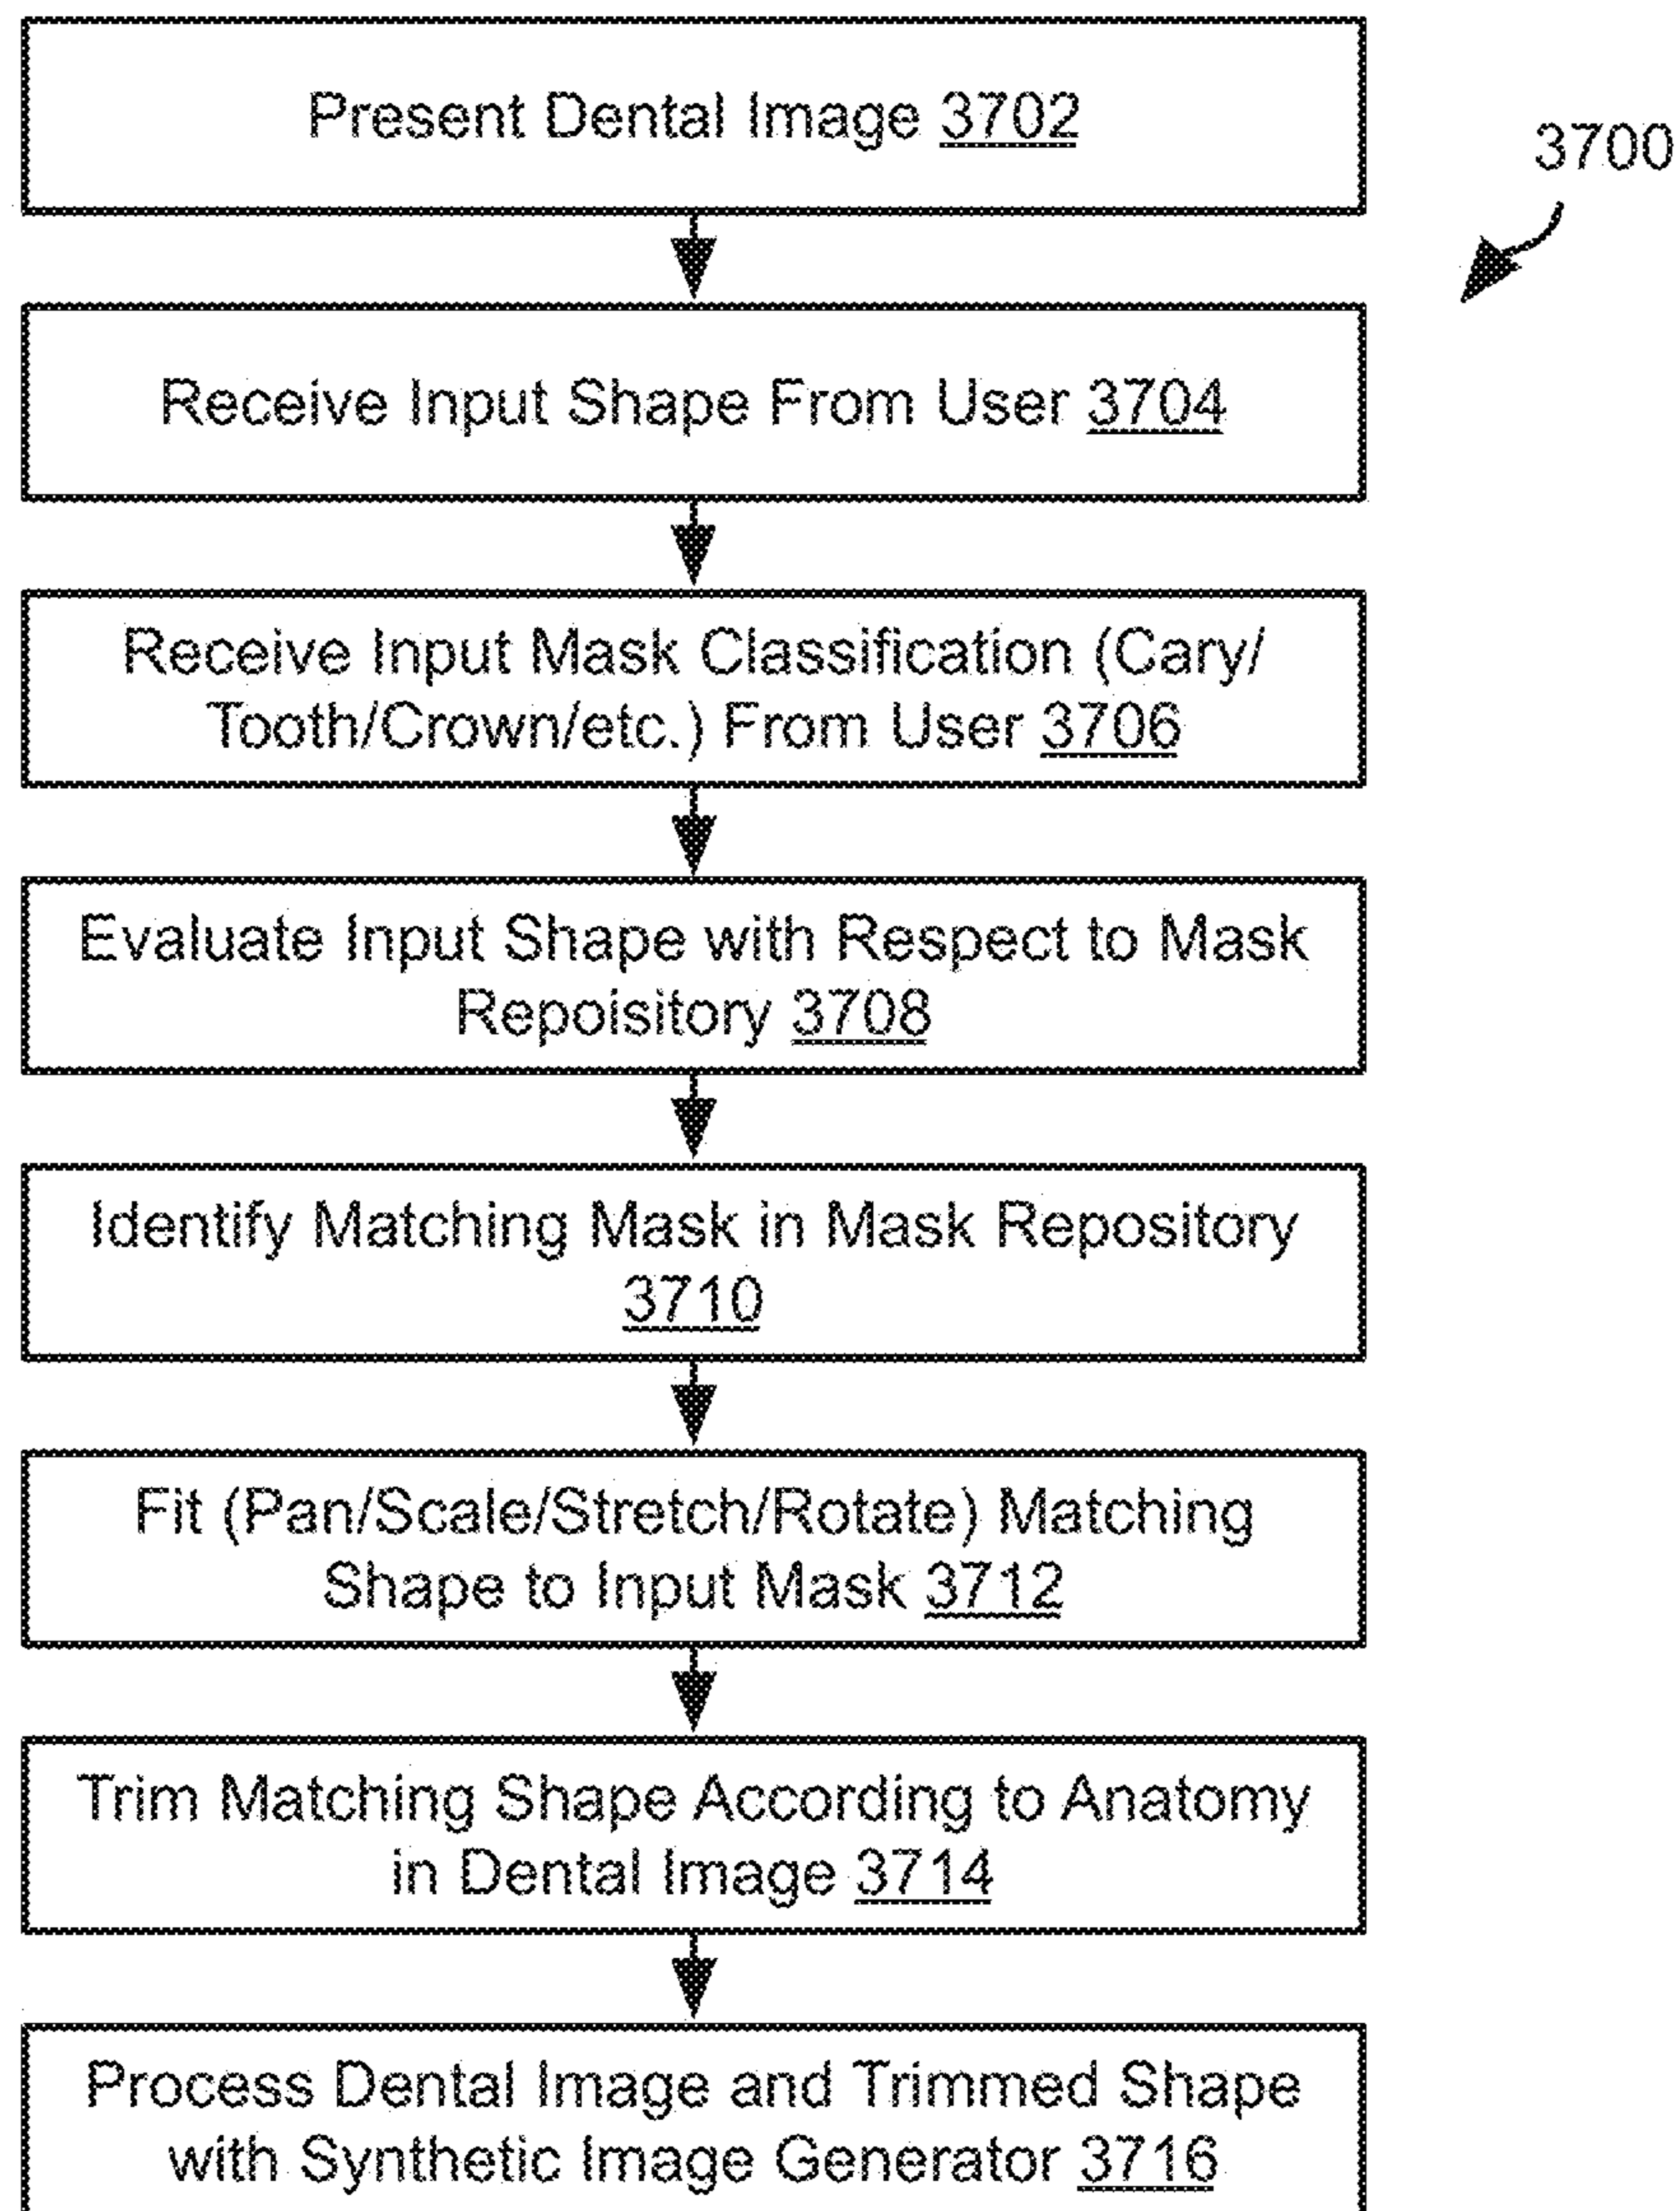 Present Dental Image 3702
3700
Receive Input Shape From User 3704
Receive Input Mask Classification (Cary/
Tooth/Crown/etc.) From User 3706
Evaluate Input Shape with Respect to Mask
Repoisitory 3708
Identify Matching Mask in Mask Repository
3710
Fit (Pan/Scale/Stretch/Rotate) Matching
Shape to Input Mask 3712
Trim Matching Shape According to Anatomy
in Dental Image 3714
Process Dental Image and Trimmed Shape
with Synthetic Image Generator 3716